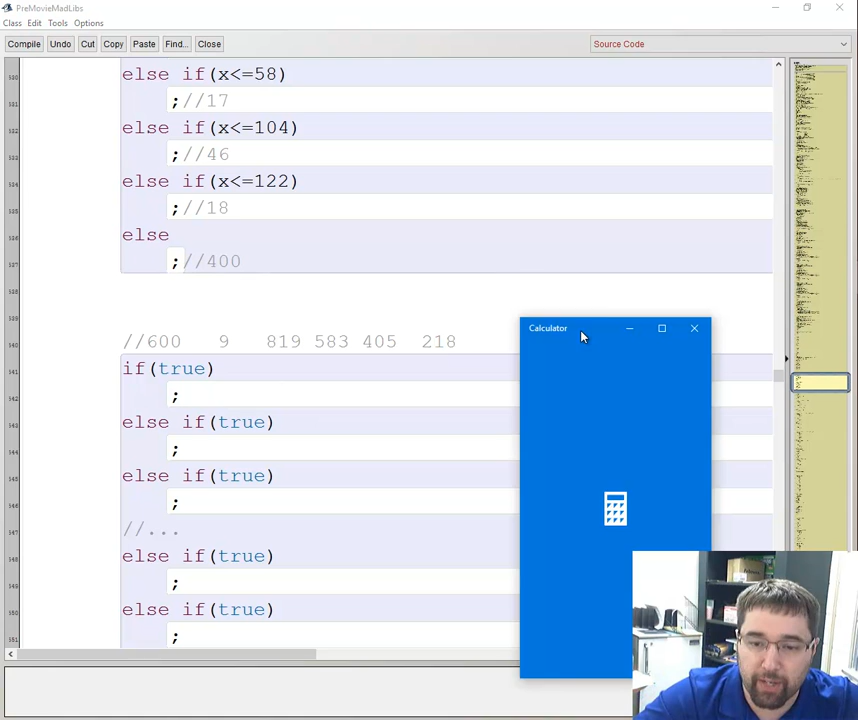 PreMovieMadLibs
Class Edit Tools Options
Compile Undo Cut Copy Paste Find... Close Source Code
else if(x<=58)
;//17
else if(x<=104)
;//46
else if(x<=122)
;//18
else
;//400
//600 9 819 583 405 218
if(true)
;
else if(true)
;
else if(true)
;
//...
else if(true)
;
else if(true)
;
Calculator